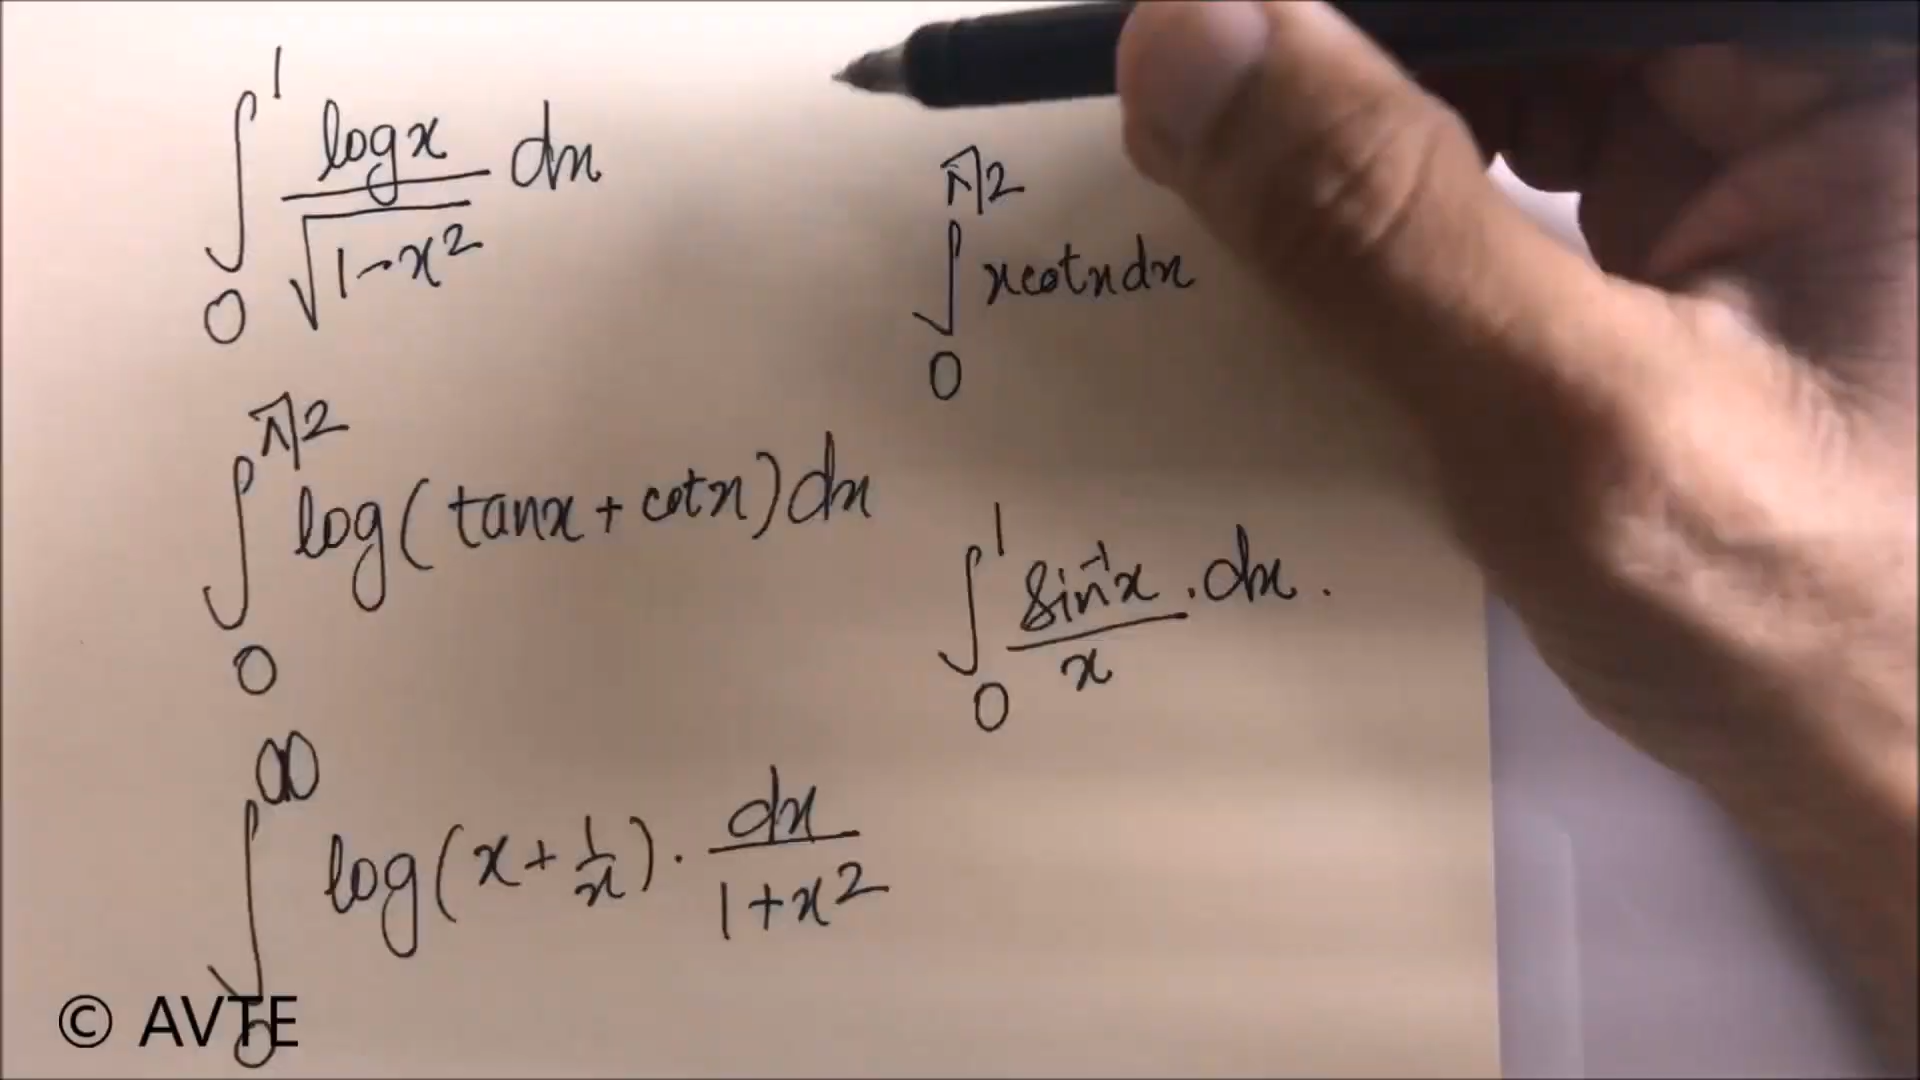 ∫₀¹ log x / √(1-x²) dx
∫₀^(π/2) x cot x dx
∫₀^(π/2) log(tan x + cot x) dx
∫₀¹ sin⁻¹x / x . dx .
∫₀^∞ log(x + 1/x) . dx / (1+x²)
© AVTE